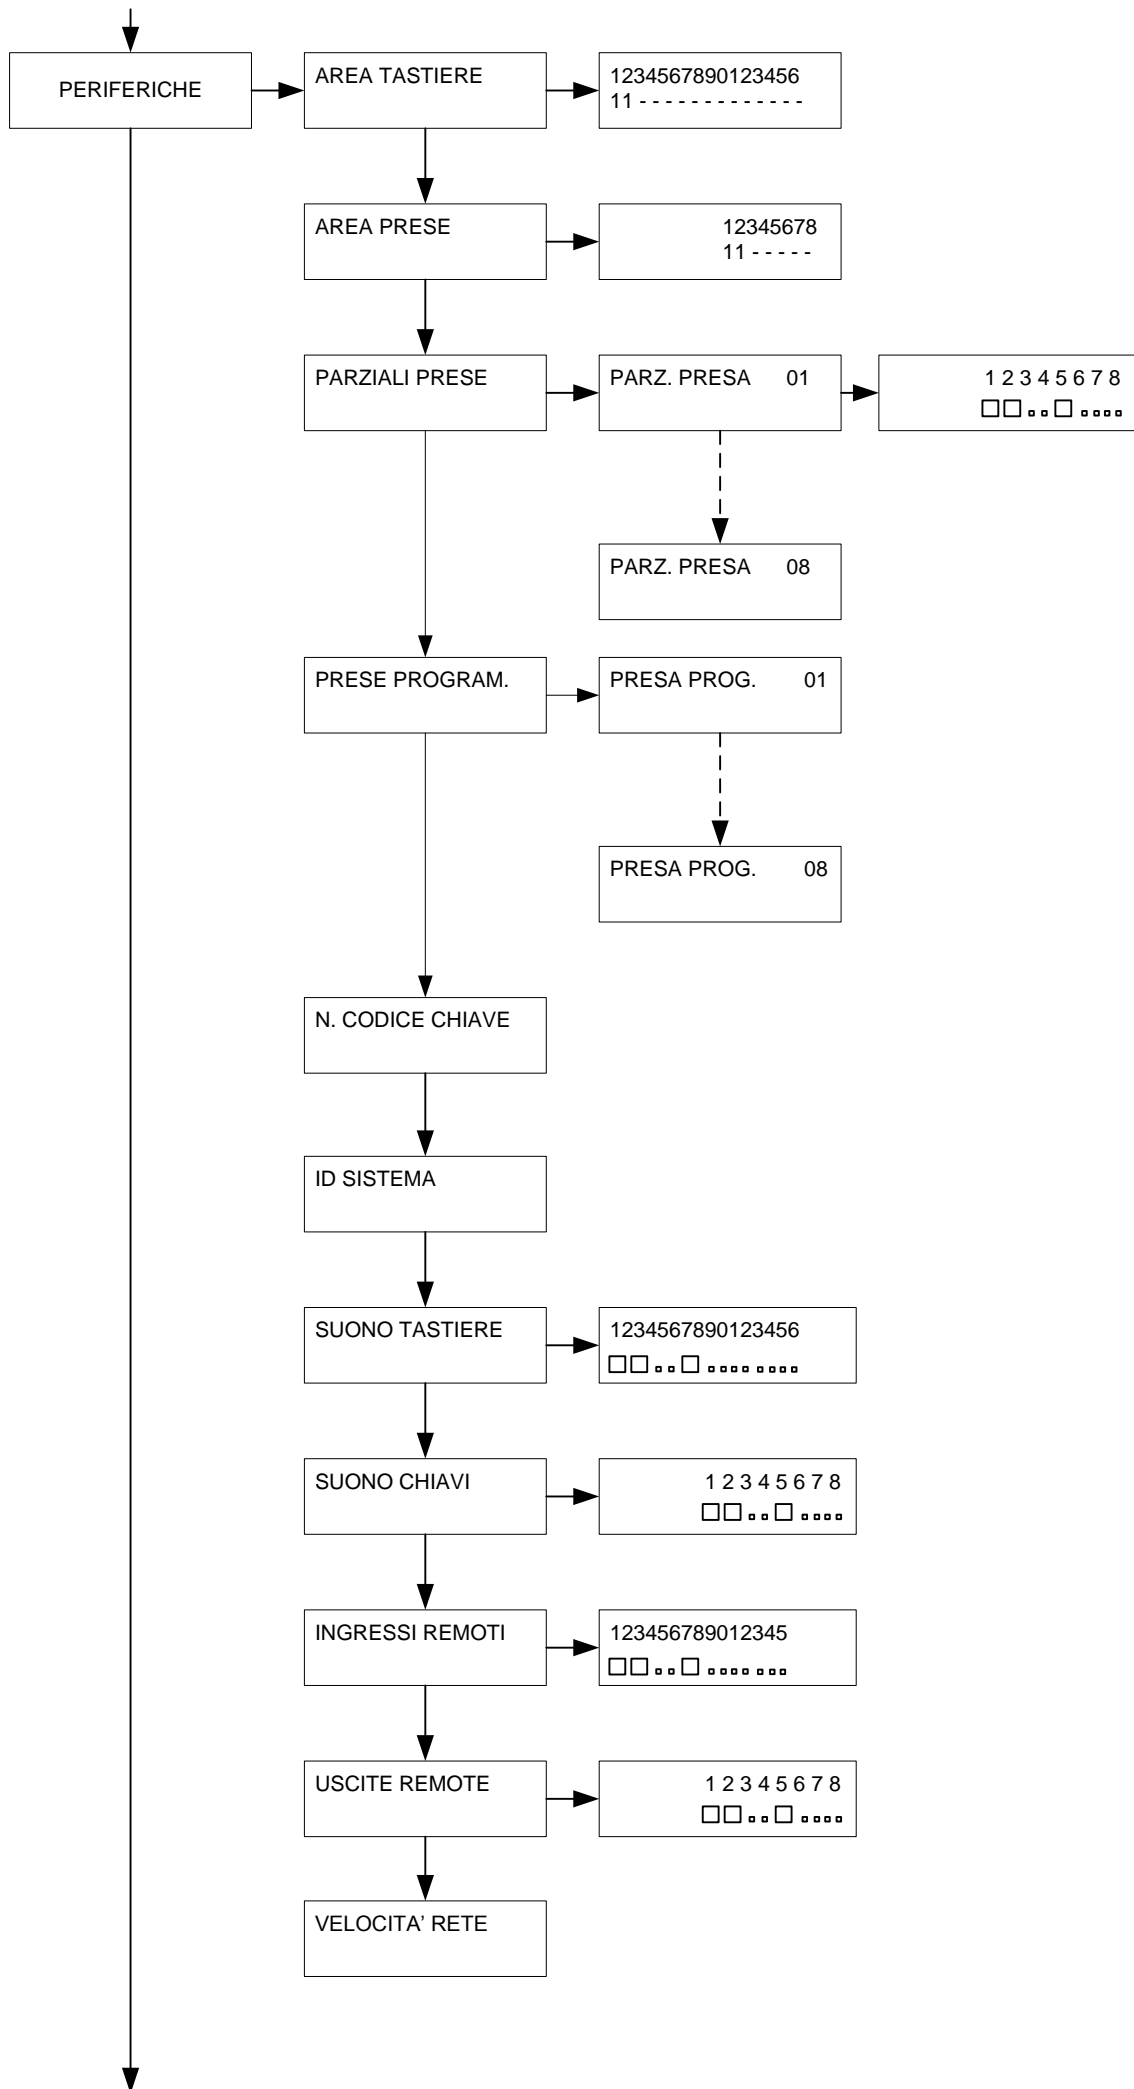 PERIFERICHE
AREA TASTIERE
1234567890123456
11 - - - - - - - - - - - - -
AREA PRESE
12345678
11 - - - - -
PARZIALI PRESE
PARZ. PRESA 01
1 2 3 4 5 6 7 8
PARZ. PRESA 08
PRESE PROGRAM.
PRESA PROG. 01
PRESA PROG. 08
N. CODICE CHIAVE
ID SISTEMA
SUONO TASTIERE
1234567890123456
SUONO CHIAVI
1 2 3 4 5 6 7 8
INGRESSI REMOTI
123456789012345
USCITE REMOTE
1 2 3 4 5 6 7 8
VELOCITA’ RETE